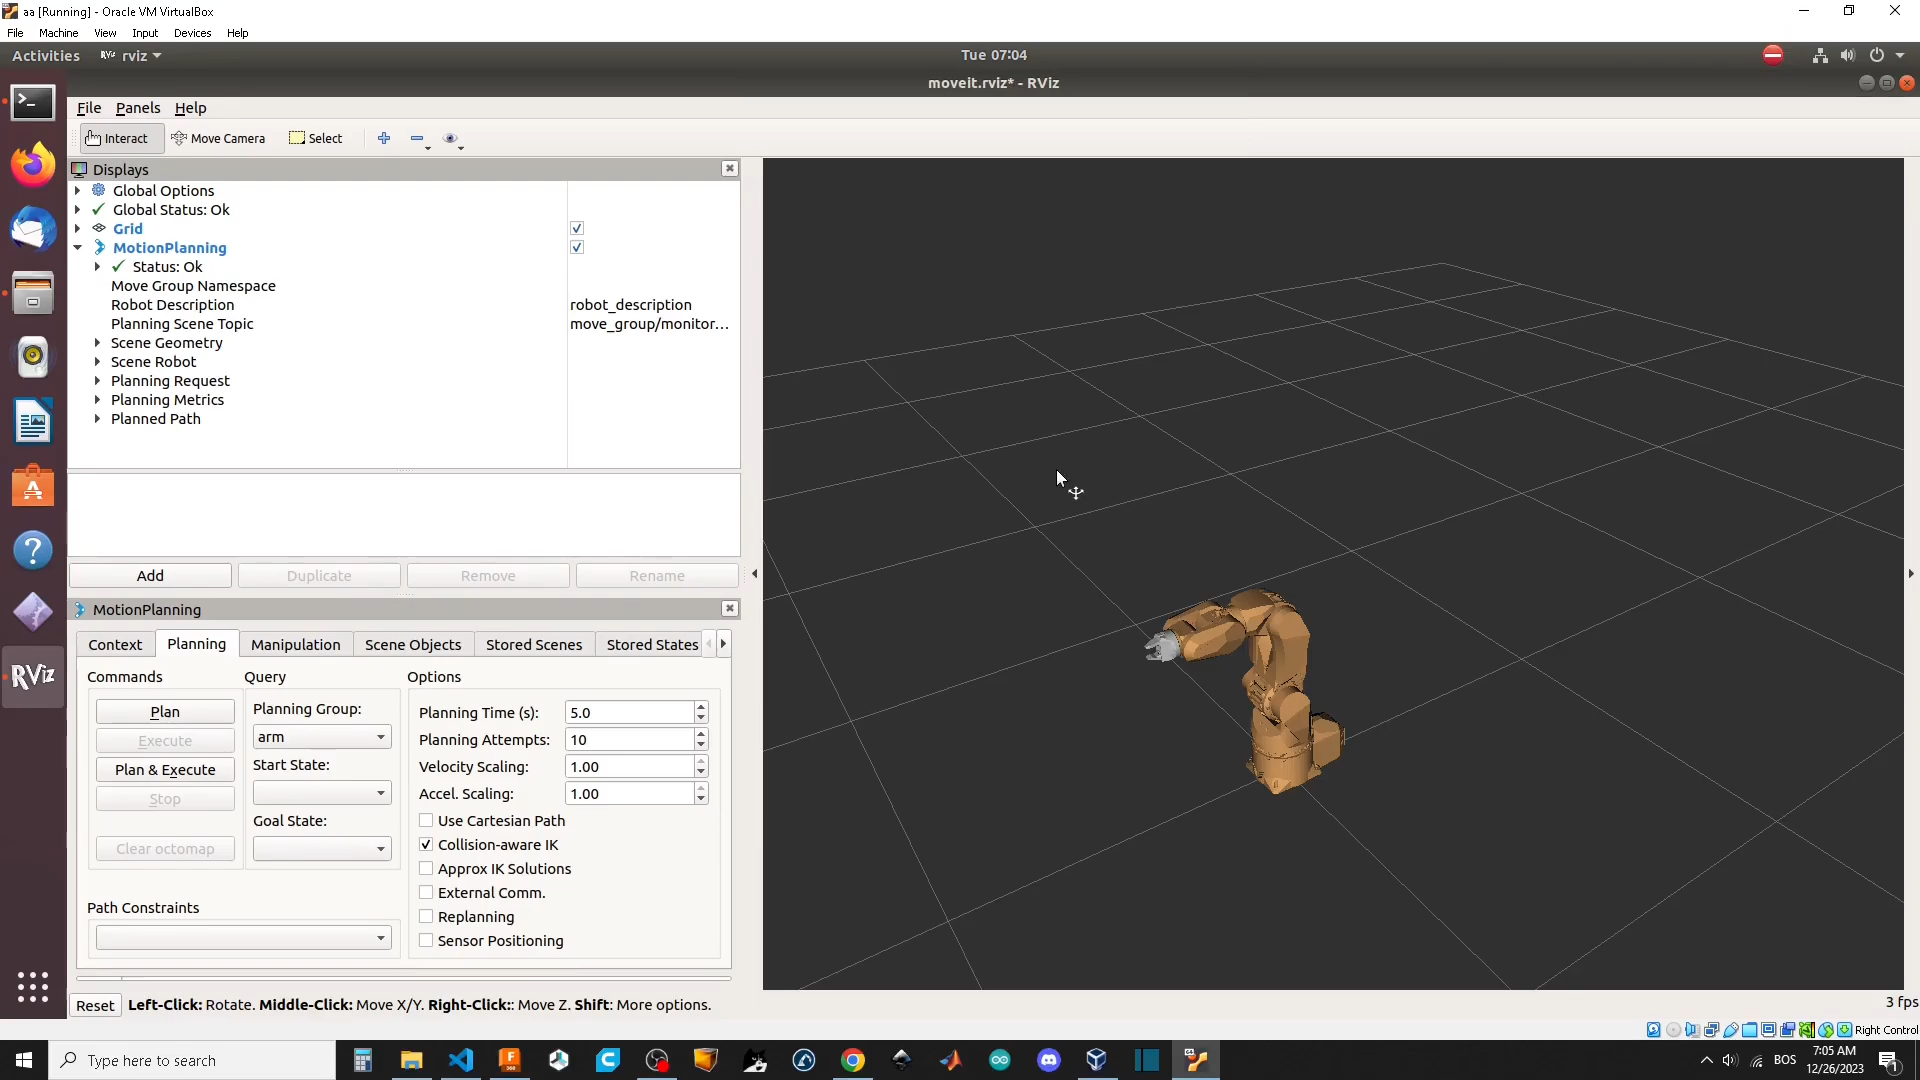 aa [Running] - Oracle VM VirtualBox
File Machine View Input Devices Help
Activities RViz rviz Tue 07:04
moveit.rviz* - RViz
File Panels Help
Interact Move Camera Select
Displays
Global Options
Global Status: Ok
Grid
MotionPlanning
Status: Ok
Move Group Namespace
Robot Description robot_description
Planning Scene Topic move_group/monitor...
Scene Geometry
Scene Robot
Planning Request
Planning Metrics
Planned Path
Add Duplicate Remove Rename
MotionPlanning
Context Planning Manipulation Scene Objects Stored Scenes Stored States
Commands Query Options
Plan
Execute
Plan & Execute
Stop
Clear octomap
Planning Group:
arm
Start State:
Goal State:
Planning Time (s): 5.0
Planning Attempts: 10
Velocity Scaling: 1.00
Accel. Scaling: 1.00
Use Cartesian Path
Collision-aware IK
Approx IK Solutions
External Comm.
Replanning
Sensor Positioning
Path Constraints
Reset Left-Click: Rotate. Middle-Click: Move X/Y. Right-Click:: Move Z. Shift: More options.
3 fps
RViz
Right Control
Type here to search
BOS
7:05 AM
12/26/2023
1